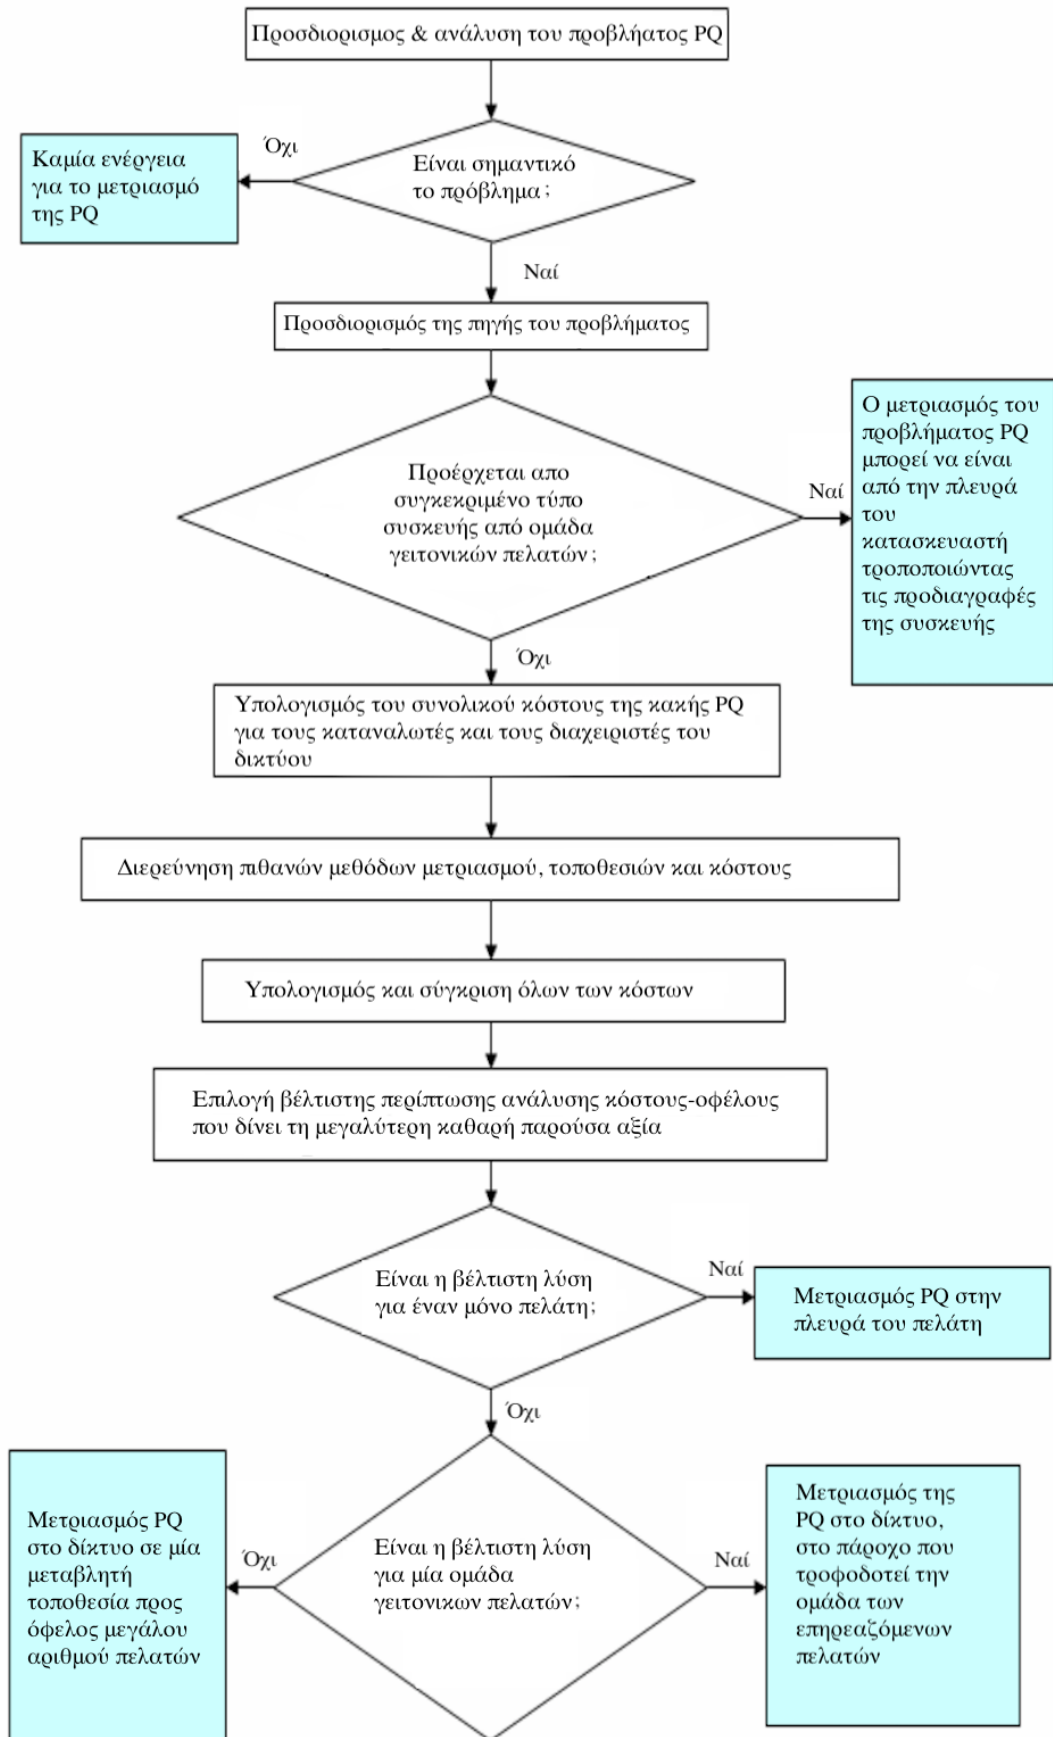 Προσδιορισμος & ανάλυση του προβλήατος PQ
Όχι
Είναι σημαντικό
το πρόβλημα;
Καμία ενέργεια
για το μετριασμό
της PQ
Ναί
Προσδιορισμός της πηγής του προβλήματος
Προέρχεται απο
συγκεκριμένο τύπο
συσκευής από ομάδα
γειτονικών πελατών;
Ναί
Ο μετριασμός του
προβλήματος PQ
μπορεί να είναι
από την πλευρά
του
κατασκευαστή
τροποποιώντας
τις προδιαγραφές
της συσκευής
Όχι
Υπολογισμός του συνολικού κόστους της κακής PQ
για τους καταναλωτές και τους διαχειριστές του
δικτύου
Διερεύνηση πιθανών μεθόδων μετριασμού, τοποθεσιών και κόστους
Υπολογισμός και σύγκριση όλων των κόστων
Επιλογή βέλτιστης περίπτωσης ανάλυσης κόστους-οφέλους
που δίνει τη μεγαλύτερη καθαρή παρούσα αξία
Είναι η βέλτιστη λύση
για έναν μόνο πελάτη;
Ναί
Μετριασμός PQ στην
πλευρά του πελάτη
Όχι
Είναι η βέλτιστη λύση
για μία ομάδα
γειτονικων πελατών;
Όχι
Μετριασμός PQ
στο δίκτυο σε μία
μεταβλητή
τοποθεσία προς
όφελος μεγάλου
αριθμού πελατών
Ναί
Μετριασμός της
PQ στο δίκτυο,
στο πάροχο που
τροφοδοτεί την
ομάδα των
επηρεαζόμενων
πελατών